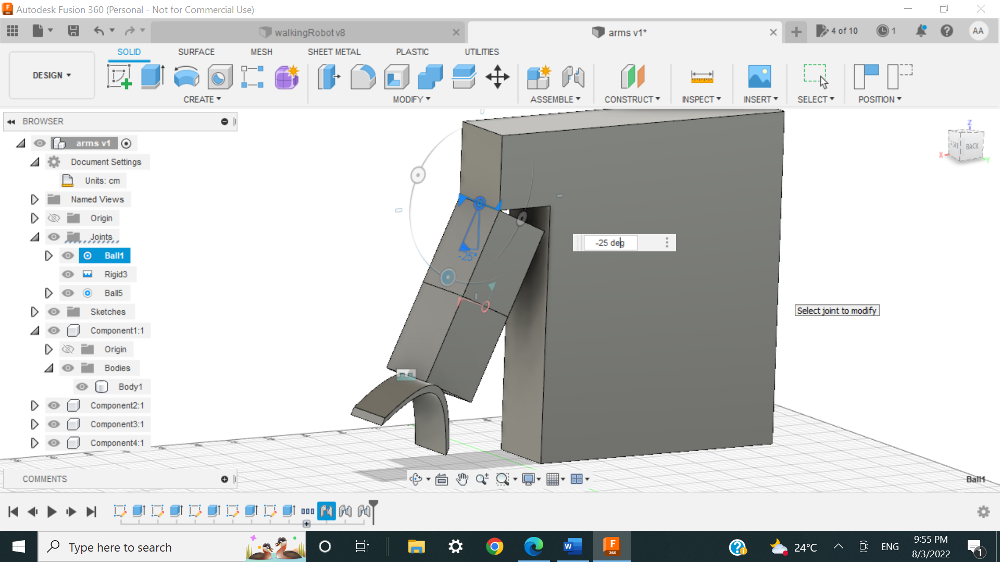 Autodesk Fusion 360 (Personal - Not for Commercial Use)
walkingRobot v8
arms v1*
4 of 10
1
AA
DESIGN
SOLID
SURFACE
MESH
SHEET METAL
PLASTIC
UTILITIES
CREATE
MODIFY
ASSEMBLE
CONSTRUCT
INSPECT
INSERT
SELECT
POSITION
BROWSER
arms v1
Document Settings
Units: cm
Named Views
Origin
Joints
Ball1
Rigid3
Ball5
Sketches
Component1:1
Origin
Bodies
Body1
Component2:1
Component3:1
Component4:1
Z
BACK
X
Y
-25°
-25 deg
Select joint to modify
Ball1
COMMENTS
Type here to search
W
F
360
24°C
ENG
9:55 PM
8/3/2022
1